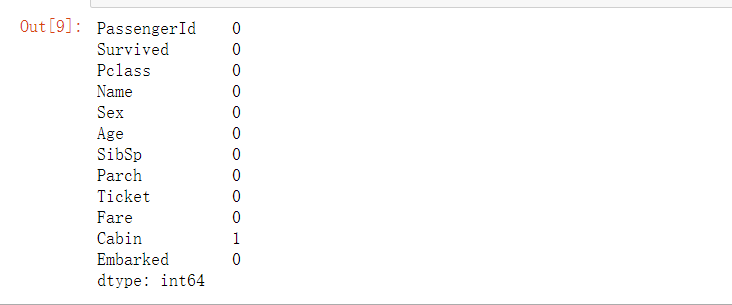 Out[9]: PassengerId 0
Survived 0
Pclass 0
Name 0
Sex 0
Age 0
SibSp 0
Parch 0
Ticket 0
Fare 0
Cabin 1
Embarked 0
dtype: int64